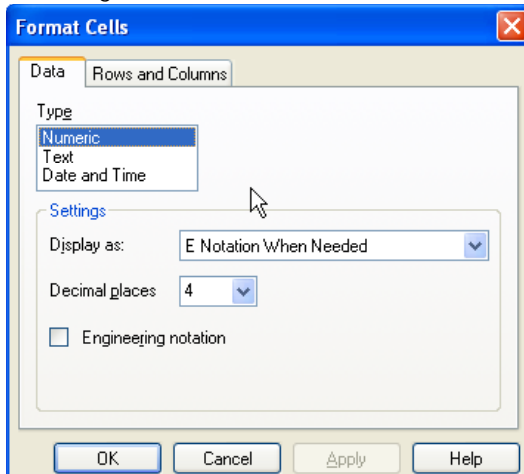 Format Cells
Data Rows and Columns
Type
Numeric
Text
Date and Time
Settings
Display as: E Notation When Needed
Decimal places 4
Engineering notation
OK Cancel Apply Help